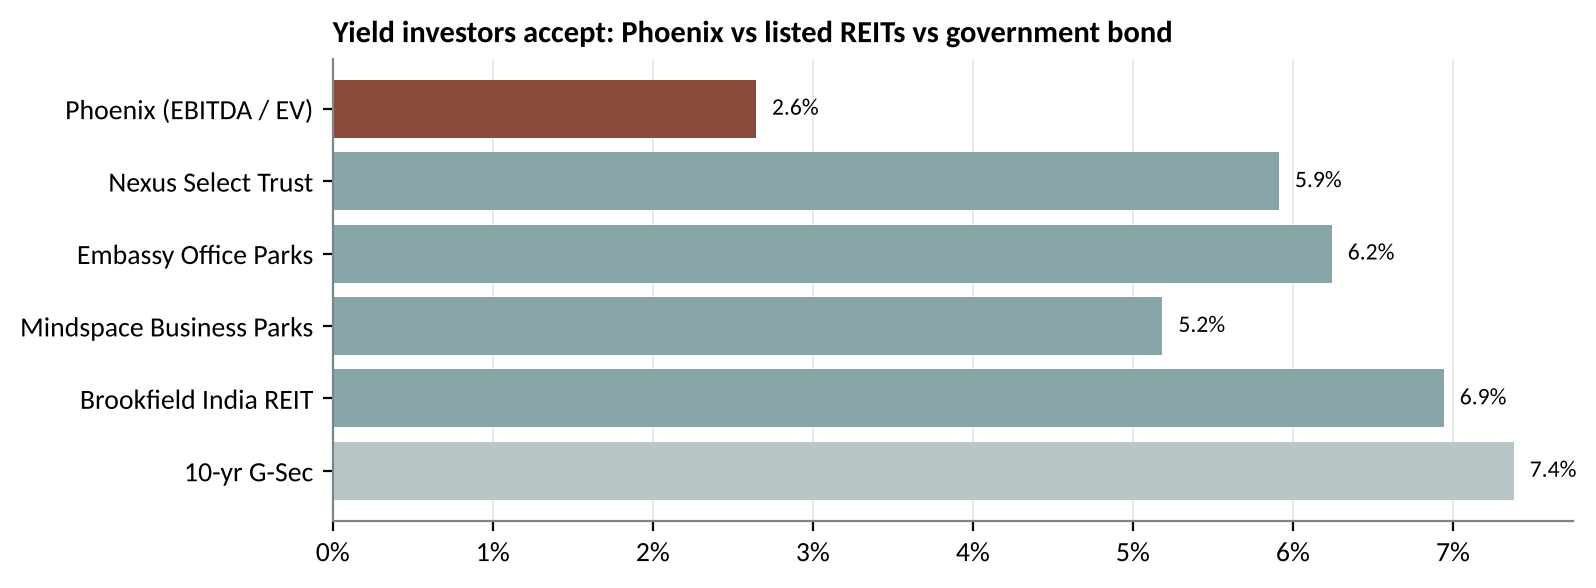 Yield investors accept: Phoenix vs listed REITs vs government bond
Phoenix (EBITDA / EV) 2.6%
Nexus Select Trust 5.9%
Embassy Office Parks 6.2%
Mindspace Business Parks 5.2%
Brookfield India REIT 6.9%
10-yr G-Sec 7.4%
0% 1% 2% 3% 4% 5% 6% 7%